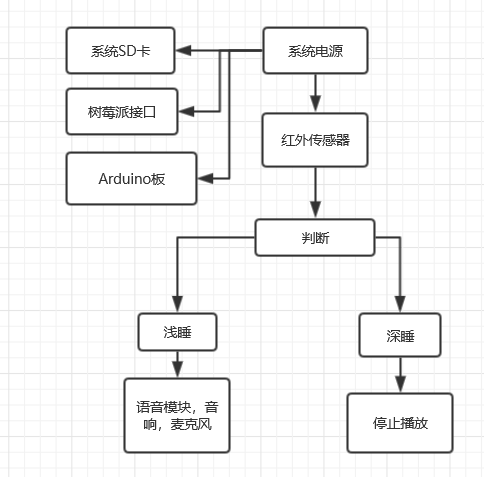 系统SD卡
系统电源
树莓派接口
红外传感器
Arduino板
判断
浅睡
深睡
语音模块，音
响，麦克风
停止播放